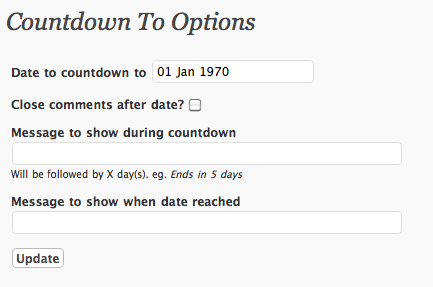 Countdown To Options
Date to countdown to 01 Jan 1970
Close comments after date?
Message to show during countdown
Will be followed by X day(s). eg. Ends in 5 days
Message to show when date reached
Update